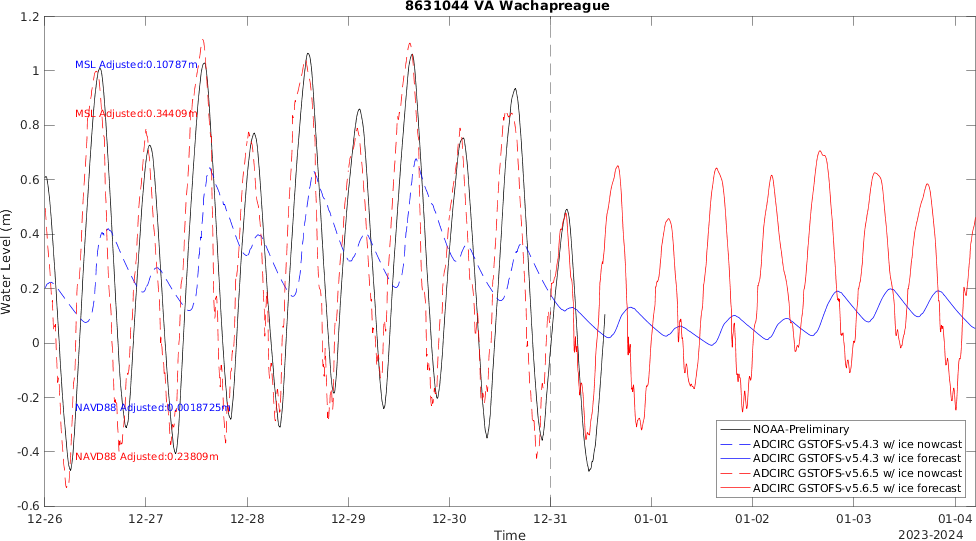 8631044 VA Wachapreague
1.2
1
0.8
0.6
0.4
0.2
0
-0.2
-0.4
-0.6
Water Level (m)
MSL Adjusted:0.10787m
MSL Adjusted:0.34409m
NAVD88 Adjusted:0.0018725m
NAVD88 Adjusted:0.23809m
NOAA-Preliminary
ADCIRC GSTOFS-v5.4.3 w/ ice nowcast
ADCIRC GSTOFS-v5.4.3 w/ ice forecast
ADCIRC GSTOFS-v5.6.5 w/ ice nowcast
ADCIRC GSTOFS-v5.6.5 w/ ice forecast
12-26 12-27 12-28 12-29 12-30 12-31 01-01 01-02 01-03 01-04
Time
2023-2024